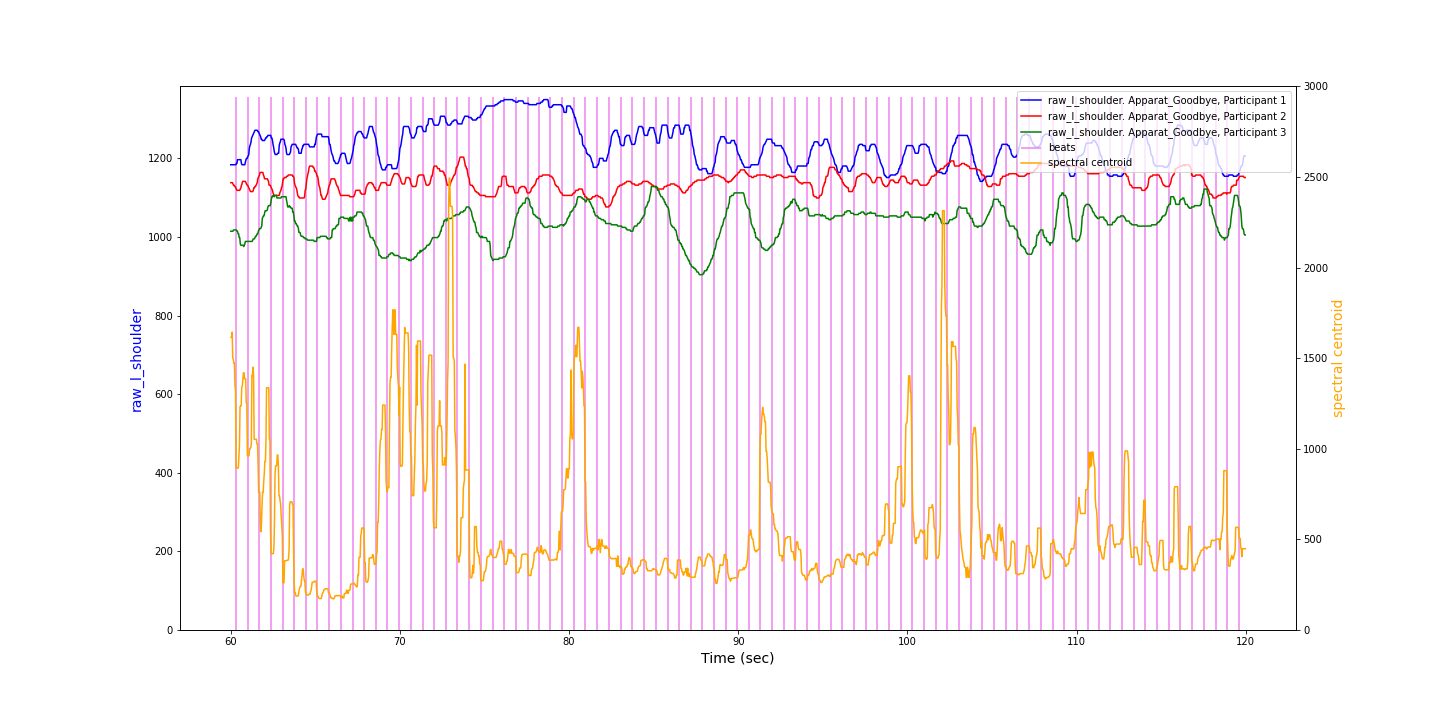 raw_l_shoulder. Apparat_Goodbye, Participant 1
raw_l_shoulder. Apparat_Goodbye, Participant 2
raw_l_shoulder. Apparat_Goodbye, Participant 3
beats
spectral centroid
raw_l_shoulder
1200
1000
800
600
400
200
0
3000
2500
2000
1500
1000
500
0
spectral centroid
60
70
80
90
100
110
120
Time (sec)